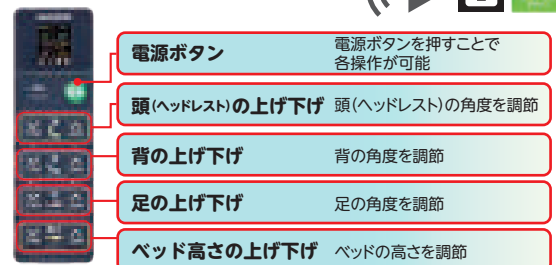 電源ボタン
電源ボタンを押すことで
各操作が可能
頭(ヘッドレスト)の上げ下げ
頭(ヘッドレスト)の角度を調節
背の上げ下げ
背の角度を調節
足の上げ下げ
足の角度を調節
ベッド高さの上げ下げ
ベッドの高さを調節